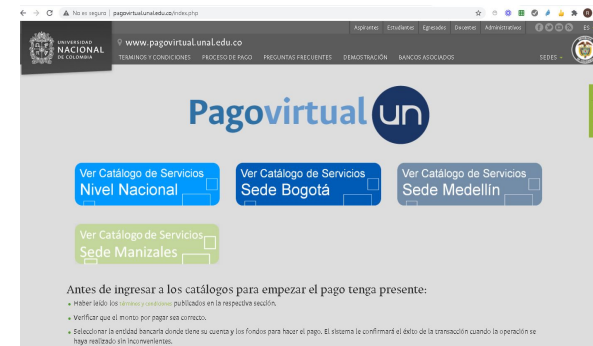 No es seguro | pagovirtual.unal.edu.co/index.php
Aspirantes Estudiantes Egresados Docentes Administrativos ES
UNIVERSIDAD
NACIONAL
DE COLOMBIA
www.pagovirtual.unal.edu.co
TERMINOS Y CONDICIONES PROCESO DE PAGO PREGUNTAS FRECUENTES DEMOSTRACIÓN BANCOS ASOCIADOS SEDES
Pagovirtual un
Ver Catálogo de Servicios
Nivel Nacional
Ver Catálogo de Servicios
Sede Bogotá
Ver Catálogo de Servicios
Sede Medellín
Ver Catálogo de Servicios
Sede Manizales
Antes de ingresar a los catálogos para empezar el pago tenga presente:
• Haber leído los términos y condiciones publicados en la respectiva sección.
• Verificar que el monto por pagar sea correcto.
• Seleccionar la entidad bancaria donde tiene su cuenta y los fondos para hacer el pago. El sistema le confirmará el éxito de la transacción cuando la operación se
haya realizado sin inconvenientes.